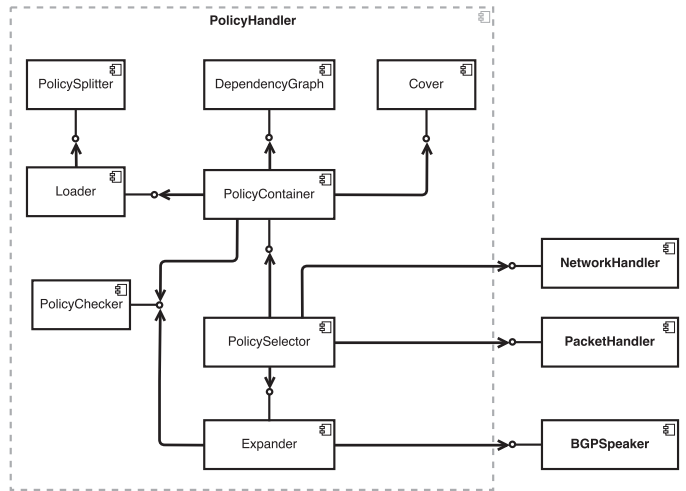 PolicyHandler
PolicySplitter
DependencyGraph
Cover
Loader
PolicyContainer
NetworkHandler
PolicyChecker
PolicySelector
PacketHandler
Expander
BGPSpeaker